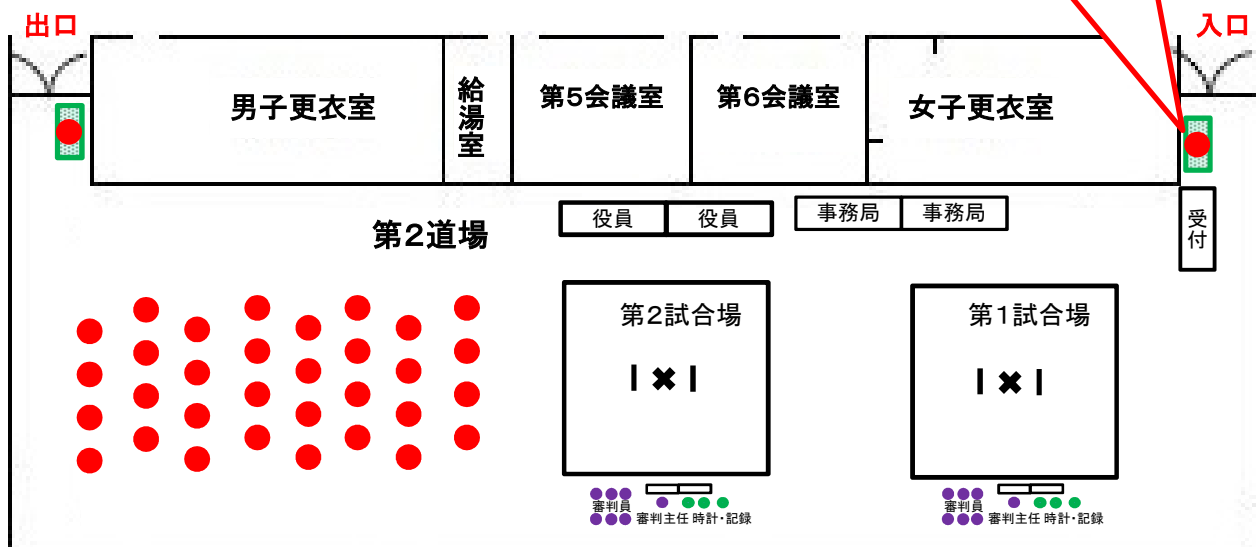 出口
入口
男子更衣室
給湯室
第5会議室
第6会議室
女子更衣室
役員
役員
事務局
事務局
受付
第2道場
第2試合場
第1試合場
審判員
審判主任
時計・記録
審判員
審判主任
時計・記録